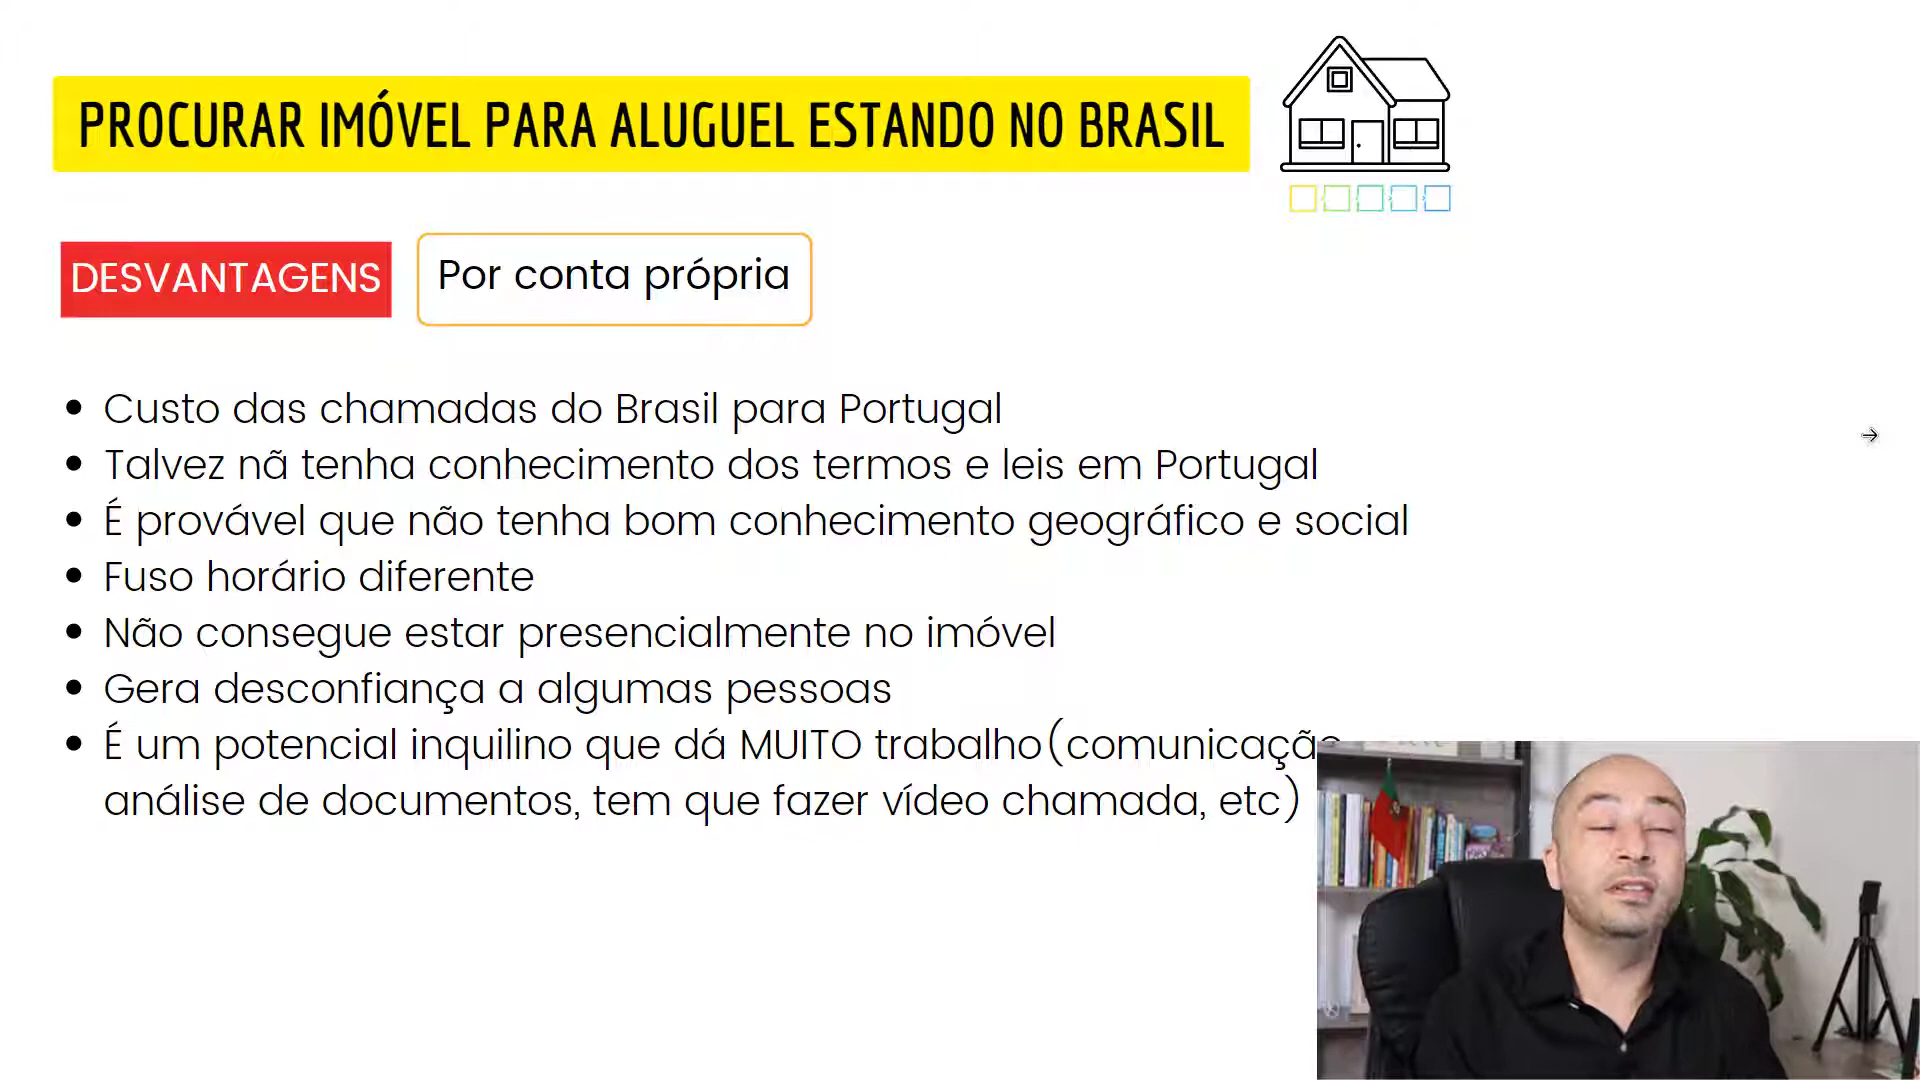 PROCURAR IMÓVEL PARA ALUGUEL ESTANDO NO BRASIL
DESVANTAGENS
Por conta própria
• Custo das chamadas do Brasil para Portugal
• Talvez nã tenha conhecimento dos termos e leis em Portugal
• É provável que não tenha bom conhecimento geográfico e social
• Fuso horário diferente
• Não consegue estar presencialmente no imóvel
• Gera desconfiança a algumas pessoas
• É um potencial inquilino que dá MUITO trabalho(comunicação
análise de documentos, tem que fazer vídeo chamada, etc)